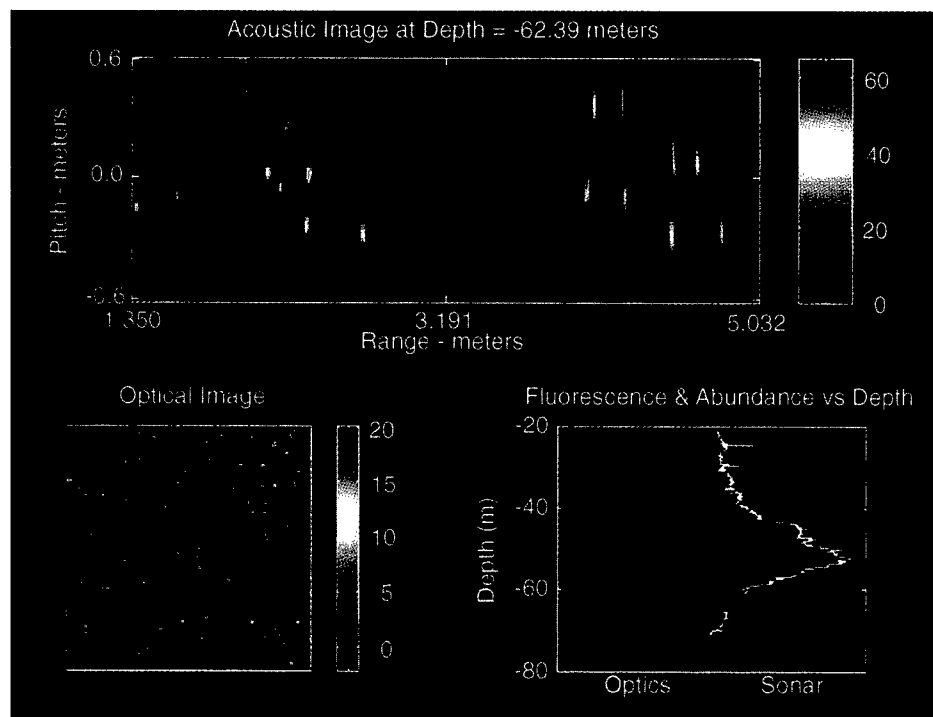 Acoustic Image at Depth = -62.39 meters
0.6
0.0
-0.6
Pitch - meters
1.350
3.191
5.032
Range - meters
60
40
20
0
Optical Image
20
15
10
5
0
Fluorescence & Abundance vs Depth
-20
-40
-60
-80
Depth (m)
Optics
Sonar